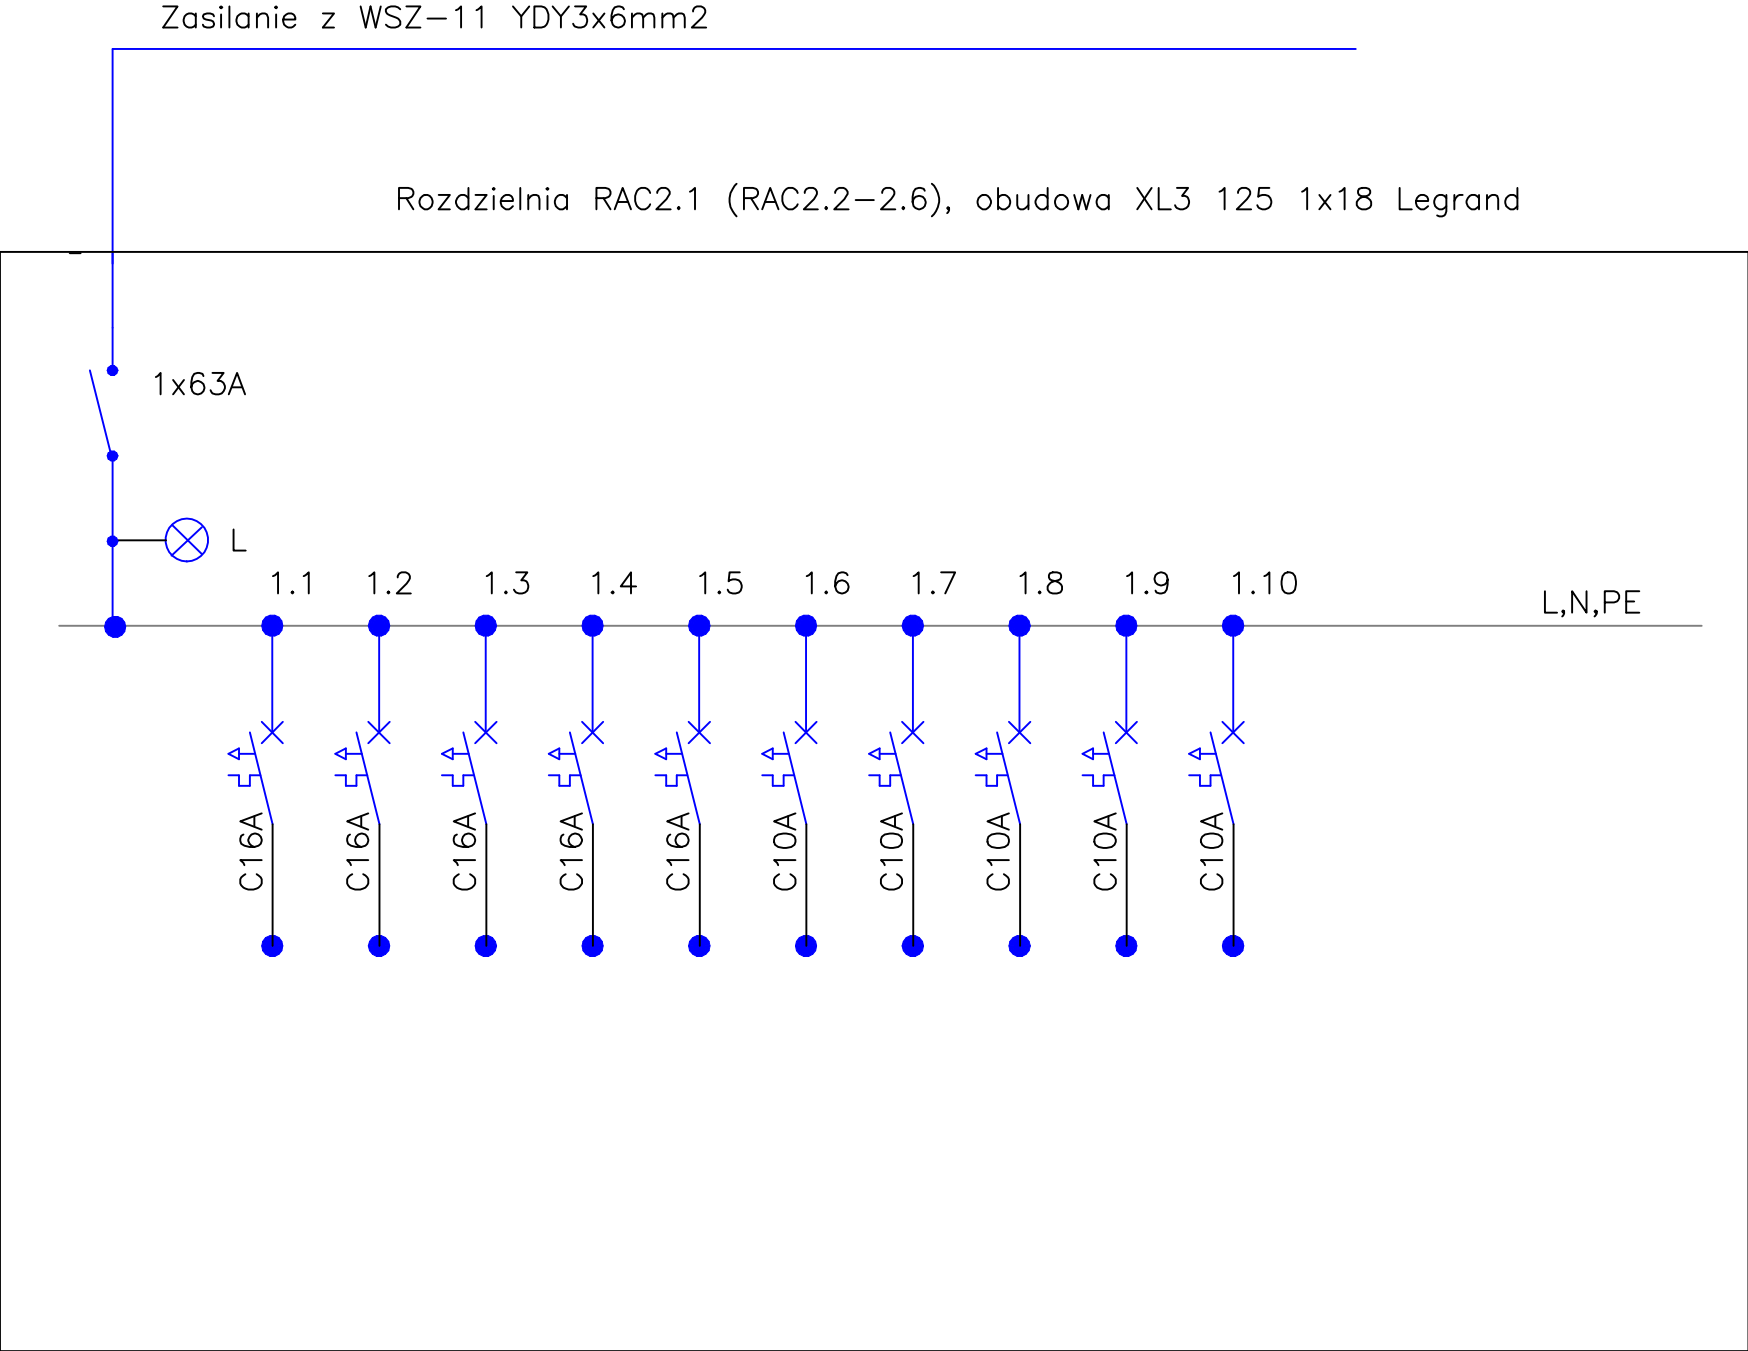 Zasilanie z WSZ-11 YDY3x6mm2
Rozdzielnia RAC2.1 (RAC2.2-2.6), obudowa XL3 125 1x18 Legrand
1x63A
L
1.1 1.2 1.3 1.4 1.5 1.6 1.7 1.8 1.9 1.10
L,N,PE
C16A C16A C16A C16A C16A C10A C10A C10A C10A C10A